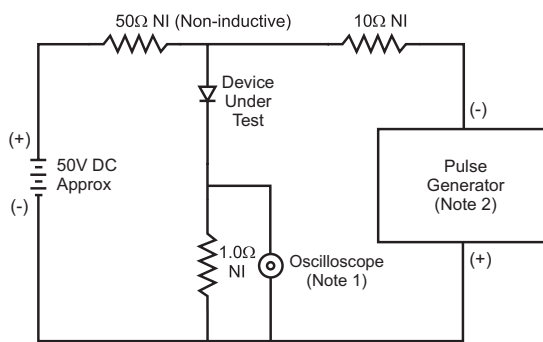 50Ω NI (Non-inductive)
10Ω NI
Device
Under
Test
(-)
(+)
50V DC
Approx
(-)
Pulse
Generator
(Note 2)
1.0Ω
NI
Oscilloscope
(Note 1)
(+)